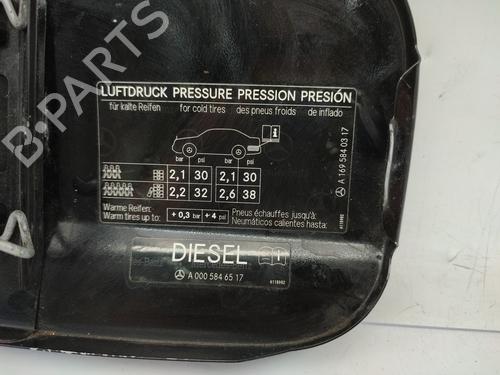 B-PARTS
LUFTDRUCK PRESSURE PRESSION PRESIÓN
für kalte Reifen for cold tires des pneus froids de inflado
bar psi bar psi
2,1 30 2,1 30
2,2 32 2,6 38
Warme Reifen:
Warm tires up to: + 0,3 bar + 4 psi
Pneus échauffés jusqu'à:
Neumáticos calientes hasta:
A 169 584 03 17
4118982
DIESEL
A 000 584 65 17
4118982